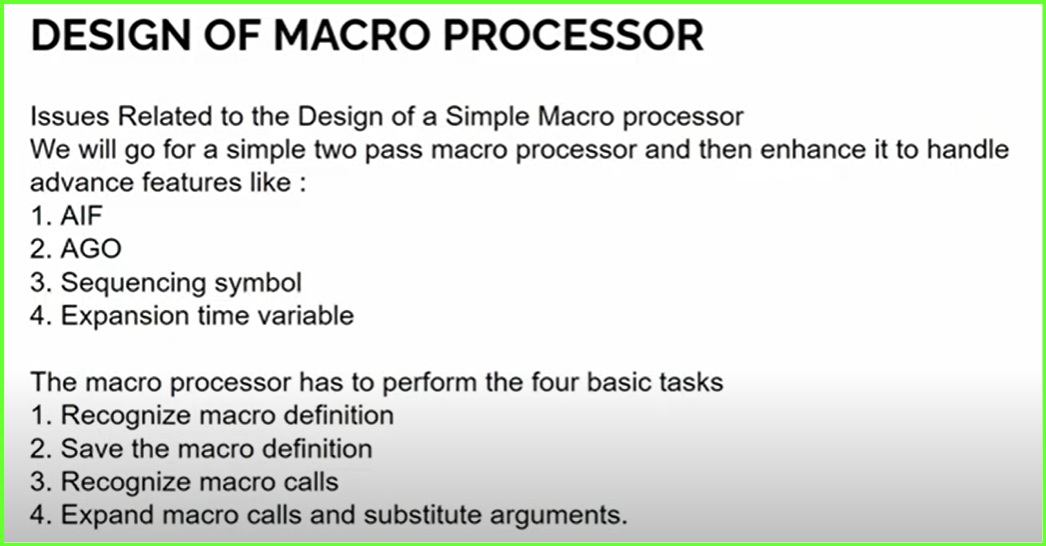 DESIGN OF MACRO PROCESSOR
Issues Related to the Design of a Simple Macro processor
We will go for a simple two pass macro processor and then enhance it to handle
advance features like :
1. AIF
2. AGO
3. Sequencing symbol
4. Expansion time variable
The macro processor has to perform the four basic tasks
1. Recognize macro definition
2. Save the macro definition
3. Recognize macro calls
4. Expand macro calls and substitute arguments.